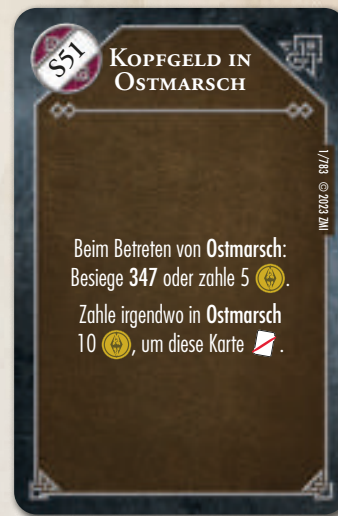 S51
KOPFGELD IN
OSTMARSCH
1/783 © 2023 ZMI
Beim Betreten von Ostmarsch:
Besiege 347 oder zahle 5 .
Zahle irgendwo in Ostmarsch
10 , um diese Karte .